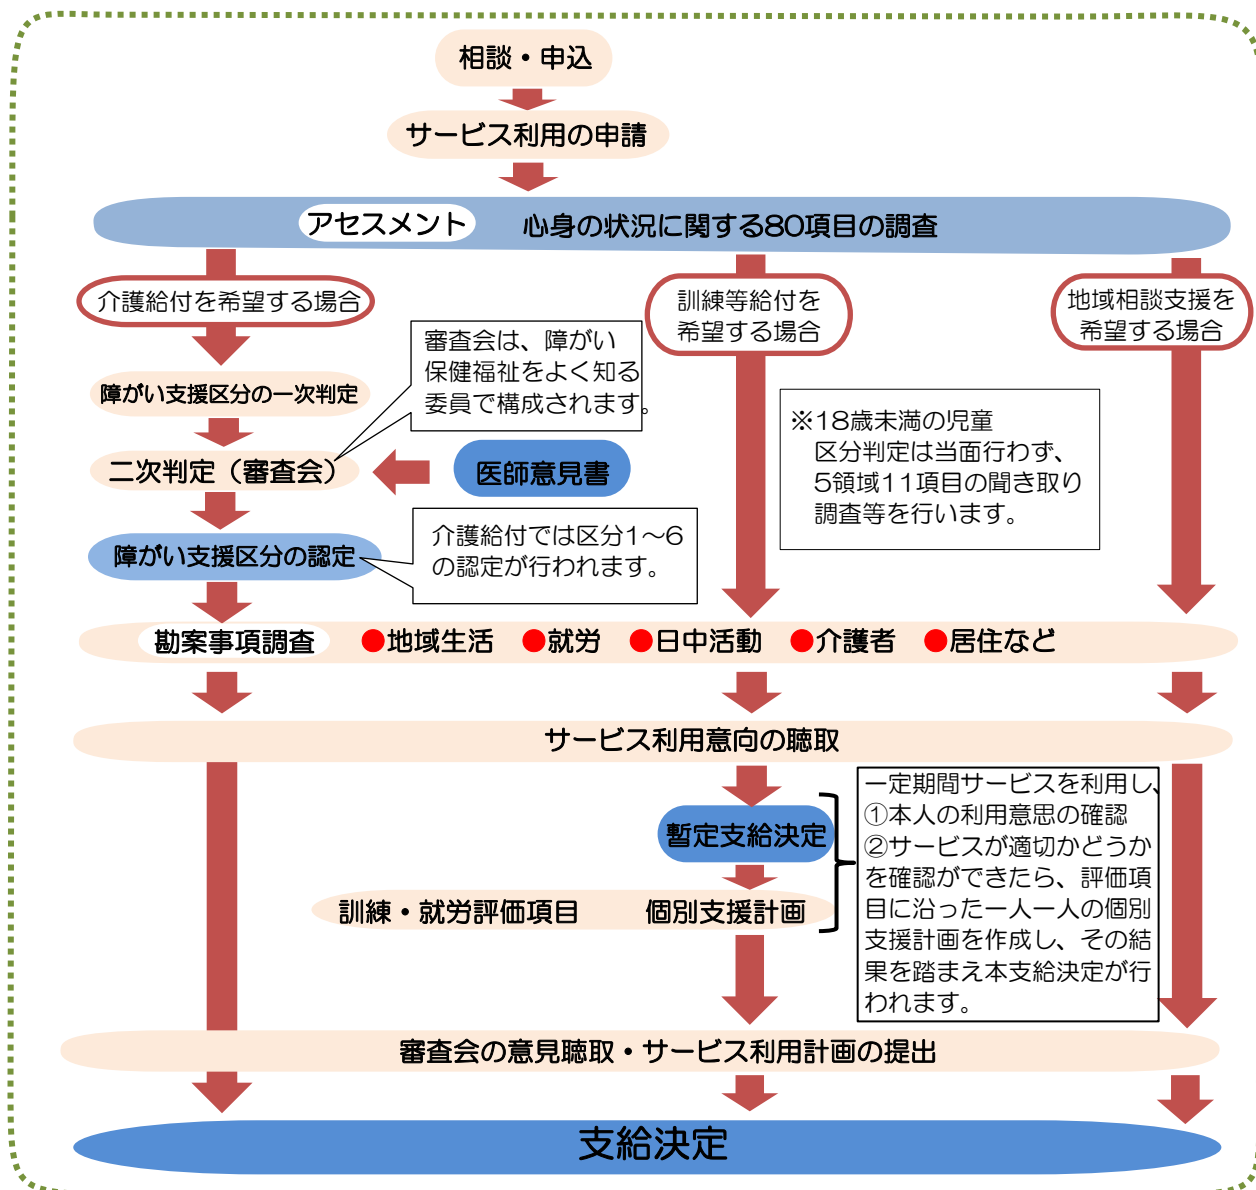 相談・申込
サービス利用の申請
アセスメント 心身の状況に関する80項目の調査
介護給付を希望する場合
訓練等給付を
希望する場合
地域相談支援を
希望する場合
審査会は、障がい
保健福祉をよく知る
委員で構成されます。
障がい支援区分の一次判定
※18歳未満の児童
区分判定は当面行わず、
5領域11項目の聞き取り
調査等を行います。
二次判定（審査会）
医師意見書
介護給付では区分1～6
の認定が行われます。
障がい支援区分の認定
勘案事項調査 ●地域生活 ●就労 ●日中活動 ●介護者 ●居住など
サービス利用意向の聴取
一定期間サービスを利用し、
①本人の利用意思の確認
②サービスが適切かどうか
を確認ができたら、評価項
目に沿った一人一人の個別
支援計画を作成し、その結
果を踏まえ本支給決定が行
われます。
暫定支給決定
訓練・就労評価項目 個別支援計画
審査会の意見聴取・サービス利用計画の提出
支給決定